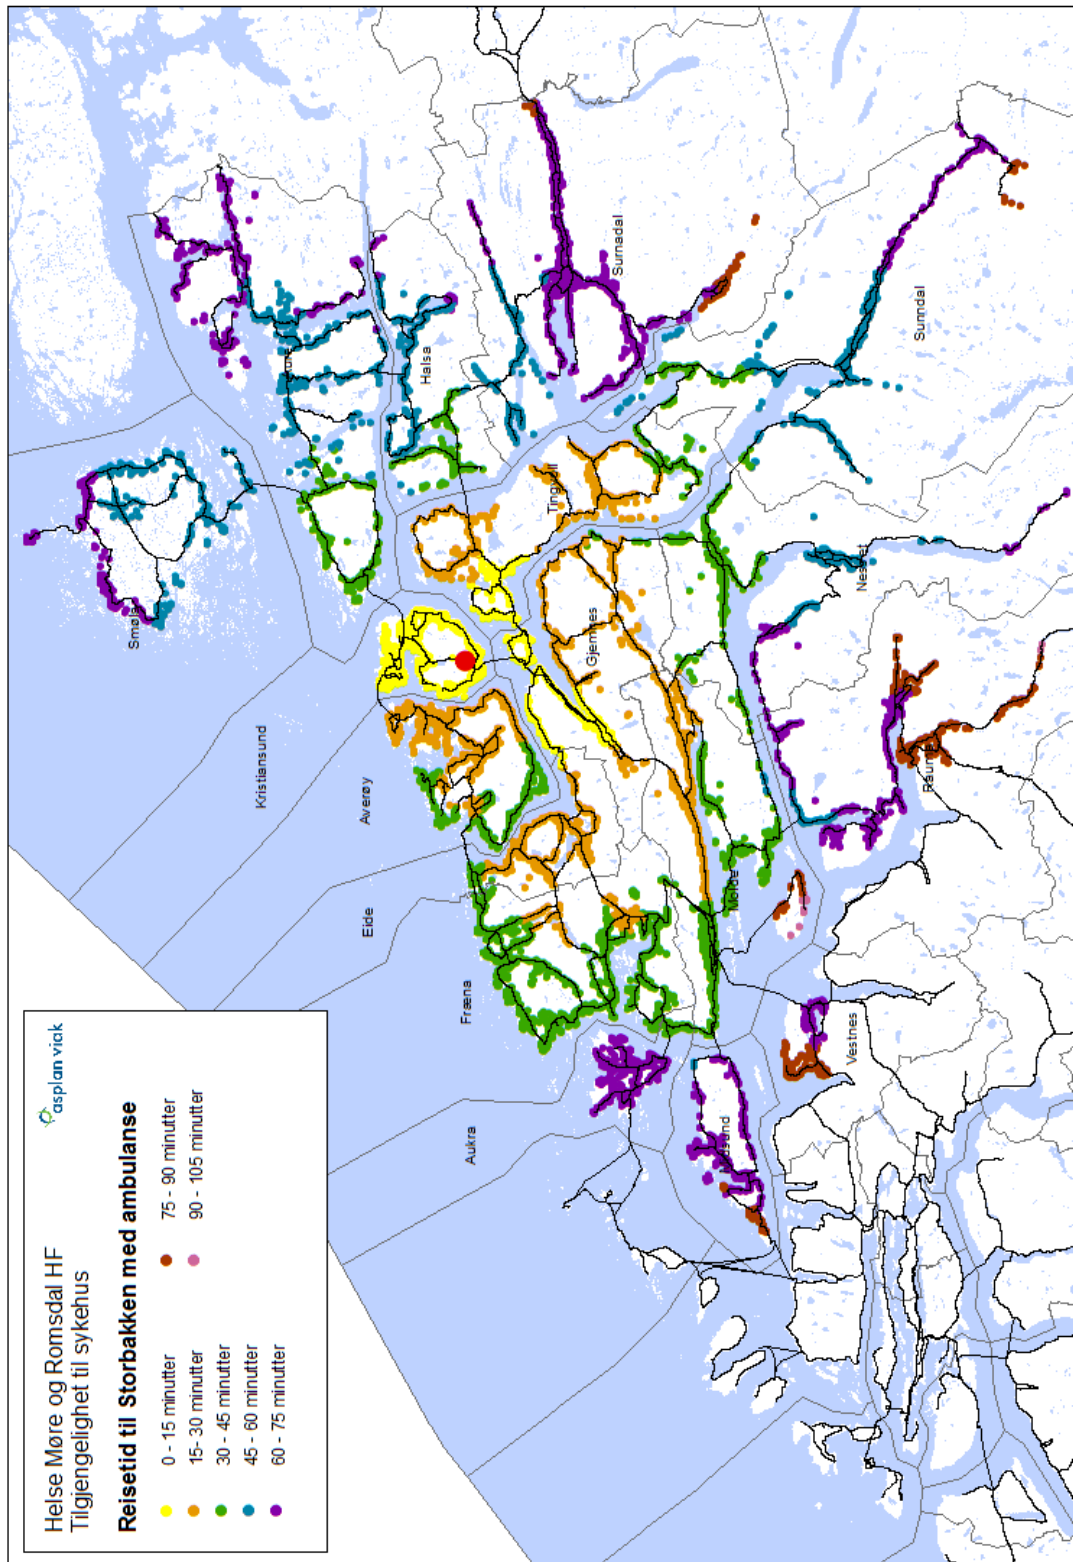 Helse Møre og Romsdal HF
Tilgjengelighet til sykehus
asplan viak
Reisetid til Storbakken med ambulanse
0 - 15 minutter
15- 30 minutter
30 - 45 minutter
45 - 60 minutter
60 - 75 minutter
75 - 90 minutter
90 - 105 minutter
Smøla
Kristiansund
Averøy
Eide
Fræna
Aukra
Halsa
Surnadal
Sunndal
Tingvoll
Gjemnes
Nesset
Rauma
Molde
Vestnes